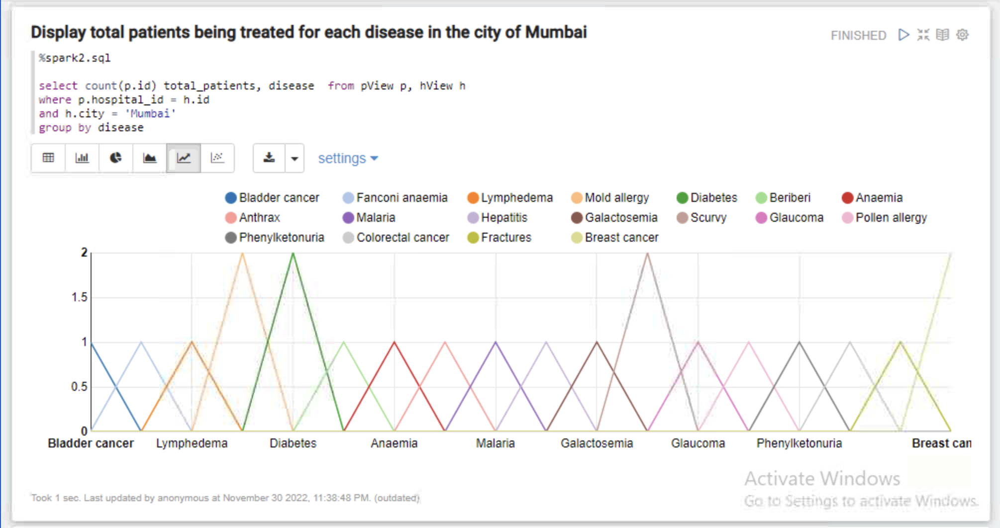 Display total patients being treated for each disease in the city of Mumbai
FINISHED
%spark2.sql
select count(p.id) total_patients, disease  from pView p, hView h
where p.hospital_id = h.id
and h.city = 'Mumbai'
group by disease
settings
Bladder cancer Fanconi anaemia Lymphedema Mold allergy Diabetes Beriberi Anaemia
Anthrax Malaria Hepatitis Galactosemia Scurvy Glaucoma Pollen allergy
Phenylketonuria Colorectal cancer Fractures Breast cancer
2
1.5
1
0.5
0
Bladder cancer Lymphedema Diabetes Anaemia Malaria Galactosemia Glaucoma Phenylketonuria Breast can
Activate Windows
Go to Settings to activate Windows.
Took 1 sec. Last updated by anonymous at November 30 2022, 11:38:48 PM. (outdated)